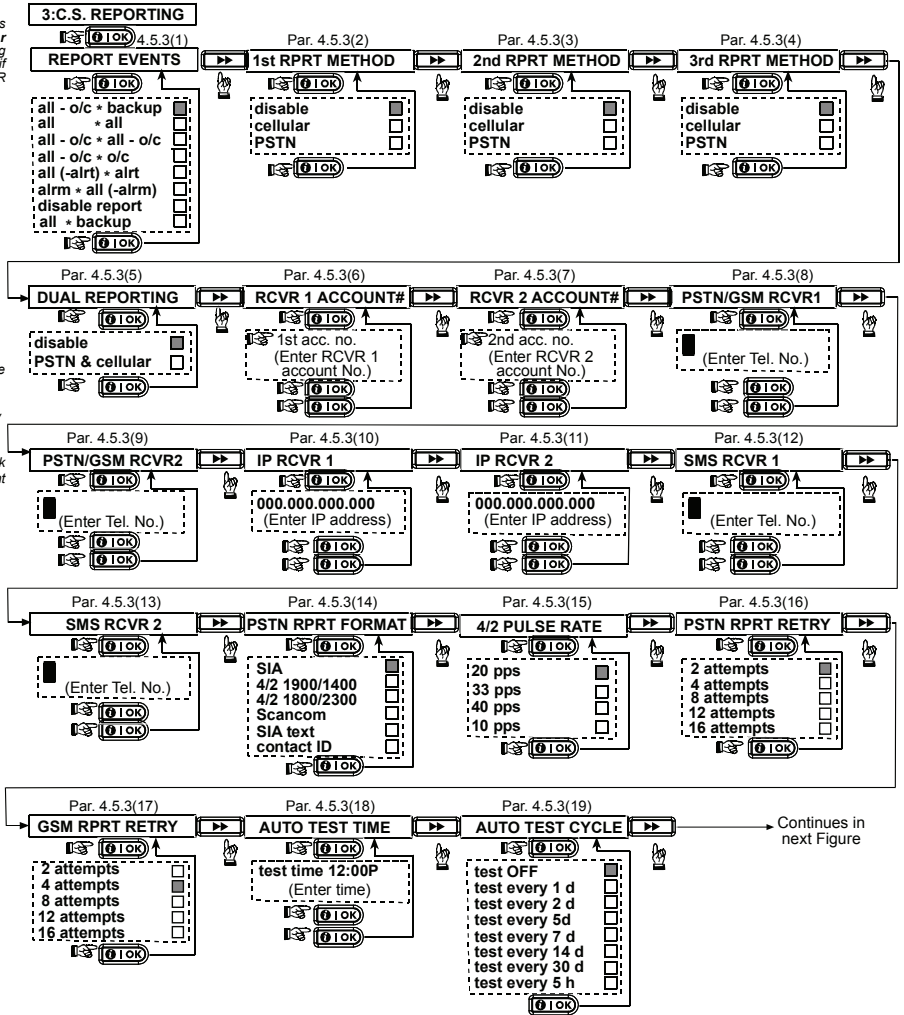 3:C.S. REPORTING
s
r
g
if
R
4.5.3(1)
REPORT EVENTS
all - o/c * backup
all * all
all - o/c * all - o/c
all - o/c * o/c
all (-alrt) * alrt
alrm * all (-alrm)
disable report
all * backup
Par. 4.5.3(2)
1st RPRT METHOD
disable
cellular
PSTN
Par. 4.5.3(3)
2nd RPRT METHOD
disable
cellular
PSTN
Par. 4.5.3(4)
3rd RPRT METHOD
disable
cellular
PSTN
Par. 4.5.3(5)
DUAL REPORTING
disable
PSTN & cellular
e
Par. 4.5.3(6)
RCVR 1 ACCOUNT#
1st acc. no.
(Enter RCVR 1
account No.)
Par. 4.5.3(7)
RCVR 2 ACCOUNT#
2nd acc. no.
(Enter RCVR 2
account No.)
Par. 4.5.3(8)
PSTN/GSM RCVR1
(Enter Tel. No.)
k
nt
Par. 4.5.3(9)
PSTN/GSM RCVR2
(Enter Tel. No.)
Par. 4.5.3(10)
IP RCVR 1
000.000.000.000
(Enter IP address)
Par. 4.5.3(11)
IP RCVR 2
000.000.000.000
(Enter IP address)
Par. 4.5.3(12)
SMS RCVR 1
(Enter Tel. No.)
Par. 4.5.3(13)
SMS RCVR 2
(Enter Tel. No.)
Par. 4.5.3(14)
PSTN RPRT FORMAT
SIA
4/2 1900/1400
4/2 1800/2300
Scancom
SIA text
contact ID
Par. 4.5.3(15)
4/2 PULSE RATE
20 pps
33 pps
40 pps
10 pps
Par. 4.5.3(16)
PSTN RPRT RETRY
2 attempts
4 attempts
8 attempts
12 attempts
16 attempts
Par. 4.5.3(17)
GSM RPRT RETRY
2 attempts
4 attempts
8 attempts
12 attempts
16 attempts
Par. 4.5.3(18)
AUTO TEST TIME
test time 12:00P
(Enter time)
Par. 4.5.3(19)
AUTO TEST CYCLE
test OFF
test every 1 d
test every 2 d
test every 5d
test every 7 d
test every 14 d
test every 30 d
test every 5 h
Continues in
next Figure